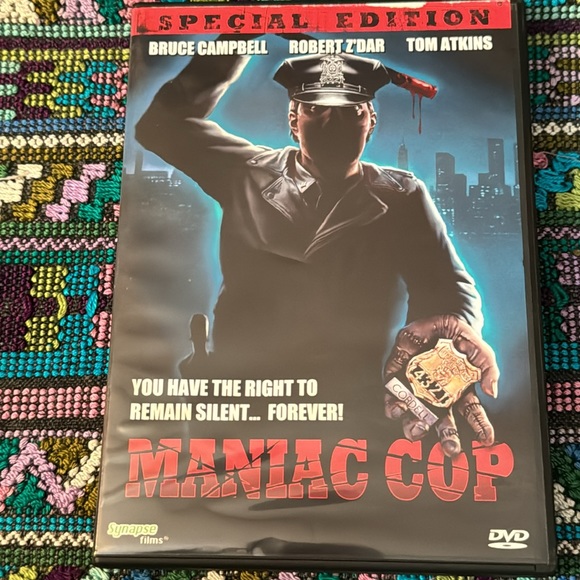 SPECIAL EDITION
BRUCE CAMPBELL ROBERT Z'DAR TOM ATKINS
CORDELL
YOU HAVE THE RIGHT TO
REMAIN SILENT... FOREVER!
MANIAC COP
Synapse
films
DVD